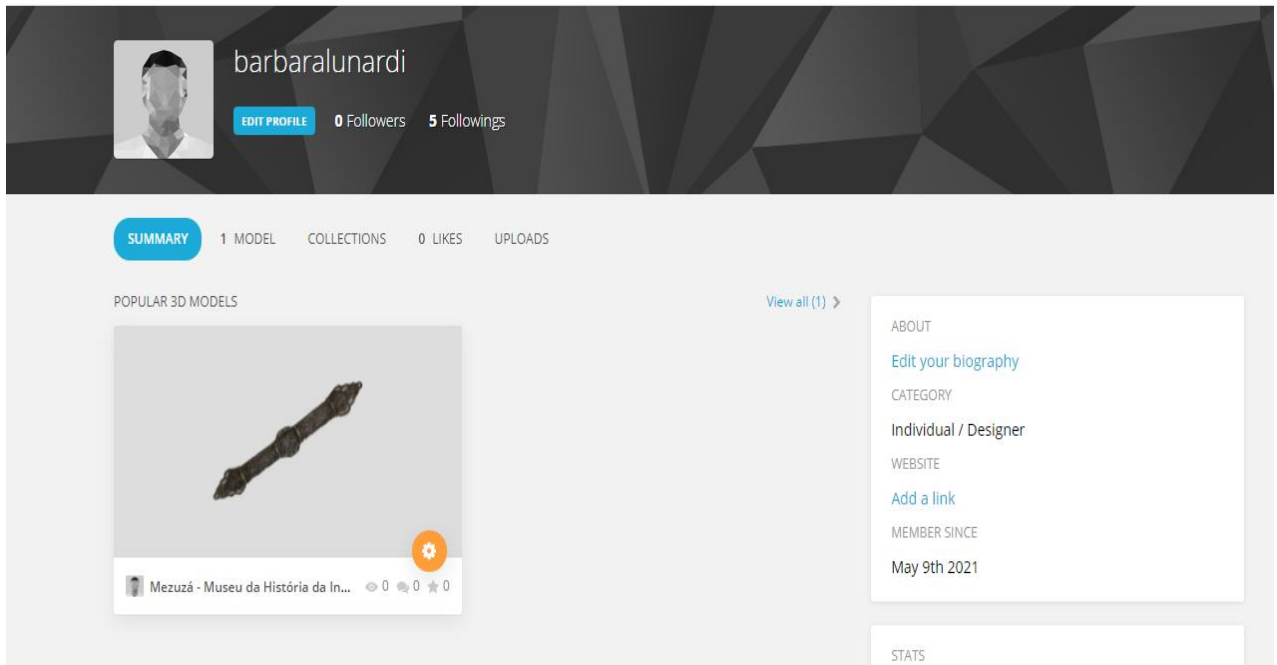 barbaralunardi
EDIT PROFILE 0 Followers 5 Followings
SUMMARY 1 MODEL COLLECTIONS 0 LIKES UPLOADS
POPULAR 3D MODELS View all (1)
Mezuzá - Museu da História da In... 0 0 0
ABOUT
Edit your biography
CATEGORY
Individual / Designer
WEBSITE
Add a link
MEMBER SINCE
May 9th 2021
STATS